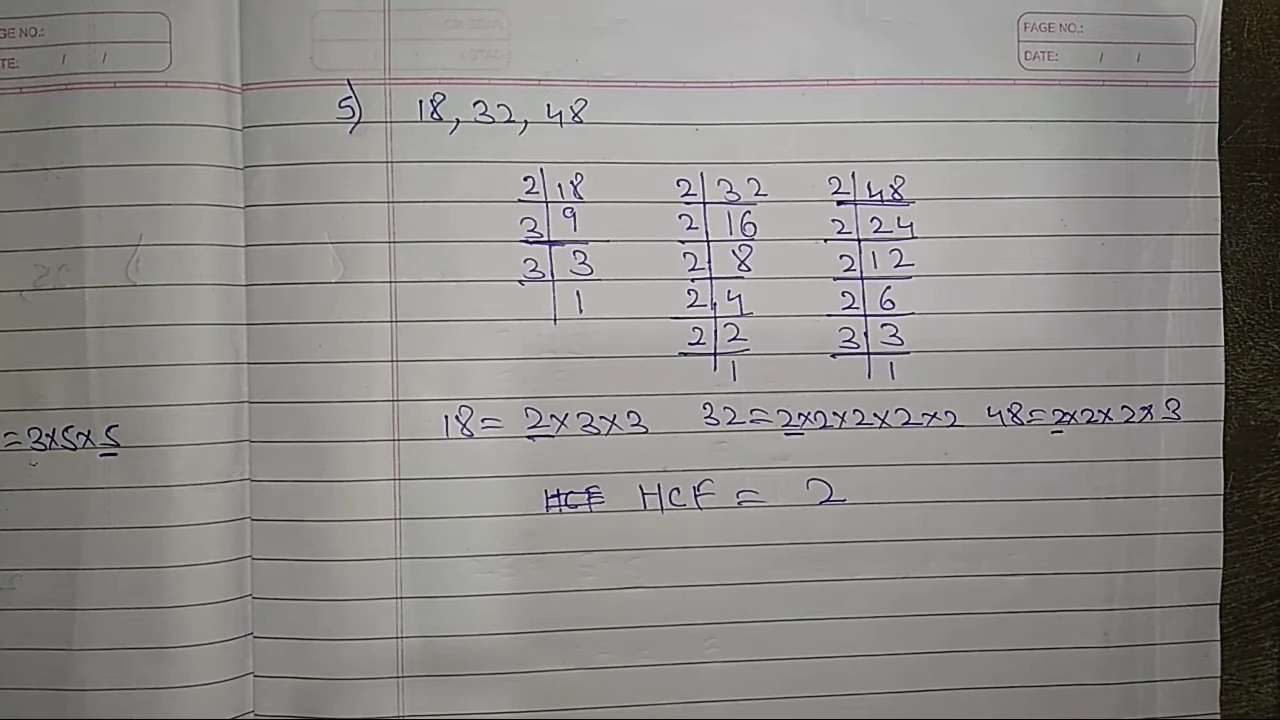 GE NO.:
TE: / /
PAGE NO.:
DATE: / /
5) 18, 32, 48
2 18 2 32 2 48
3 9 2 16 2 24
3 3 2 8 2 12
1 2 4 2 6
2 2 3 3
1 1
= 3×5×5
18 = 2×3×3 32 = 2×2×2×2×2 48 = 2×2×2×3
HCF HCF = 2